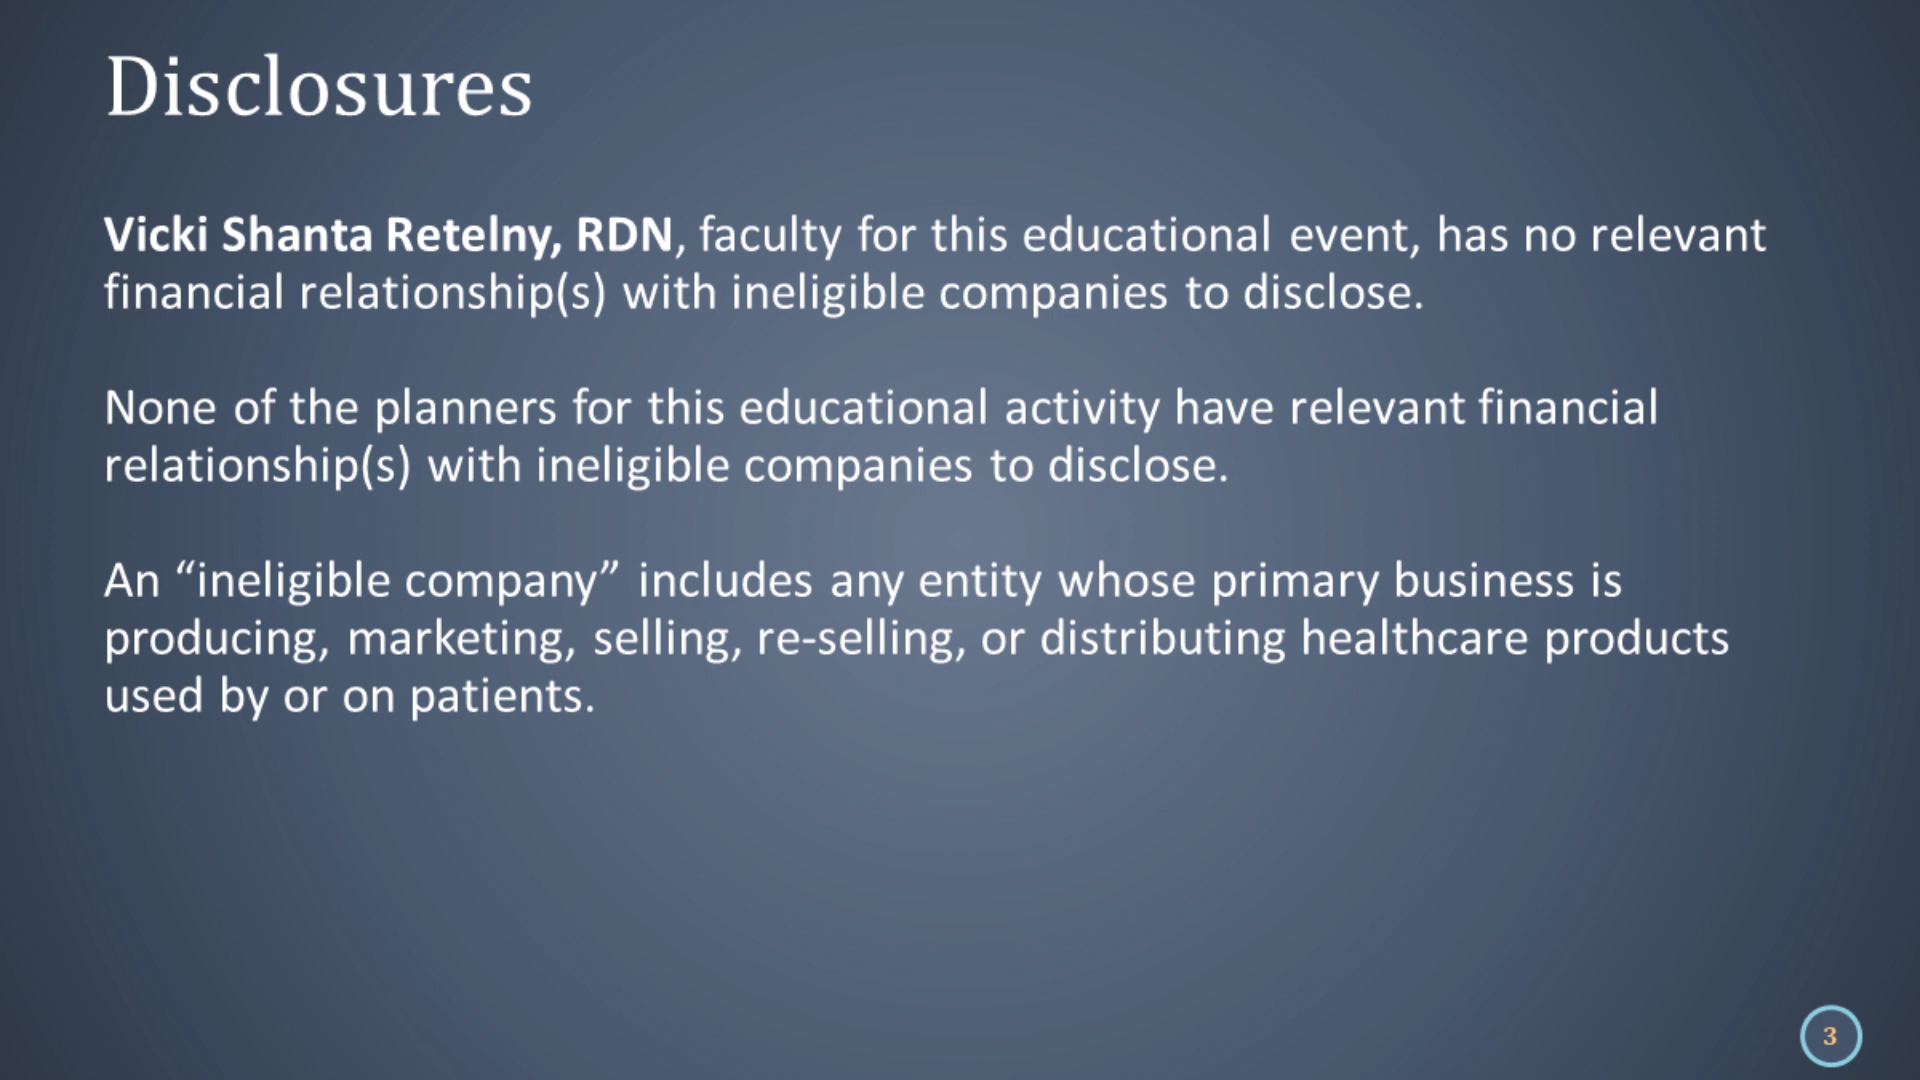 Disclosures
Vicki Shanta Retelny, RDN, faculty for this educational event, has no relevant
financial relationship(s) with ineligible companies to disclose.
None of the planners for this educational activity have relevant financial
relationship(s) with ineligible companies to disclose.
An “ineligible company” includes any entity whose primary business is
producing, marketing, selling, re-selling, or distributing healthcare products
used by or on patients.
3